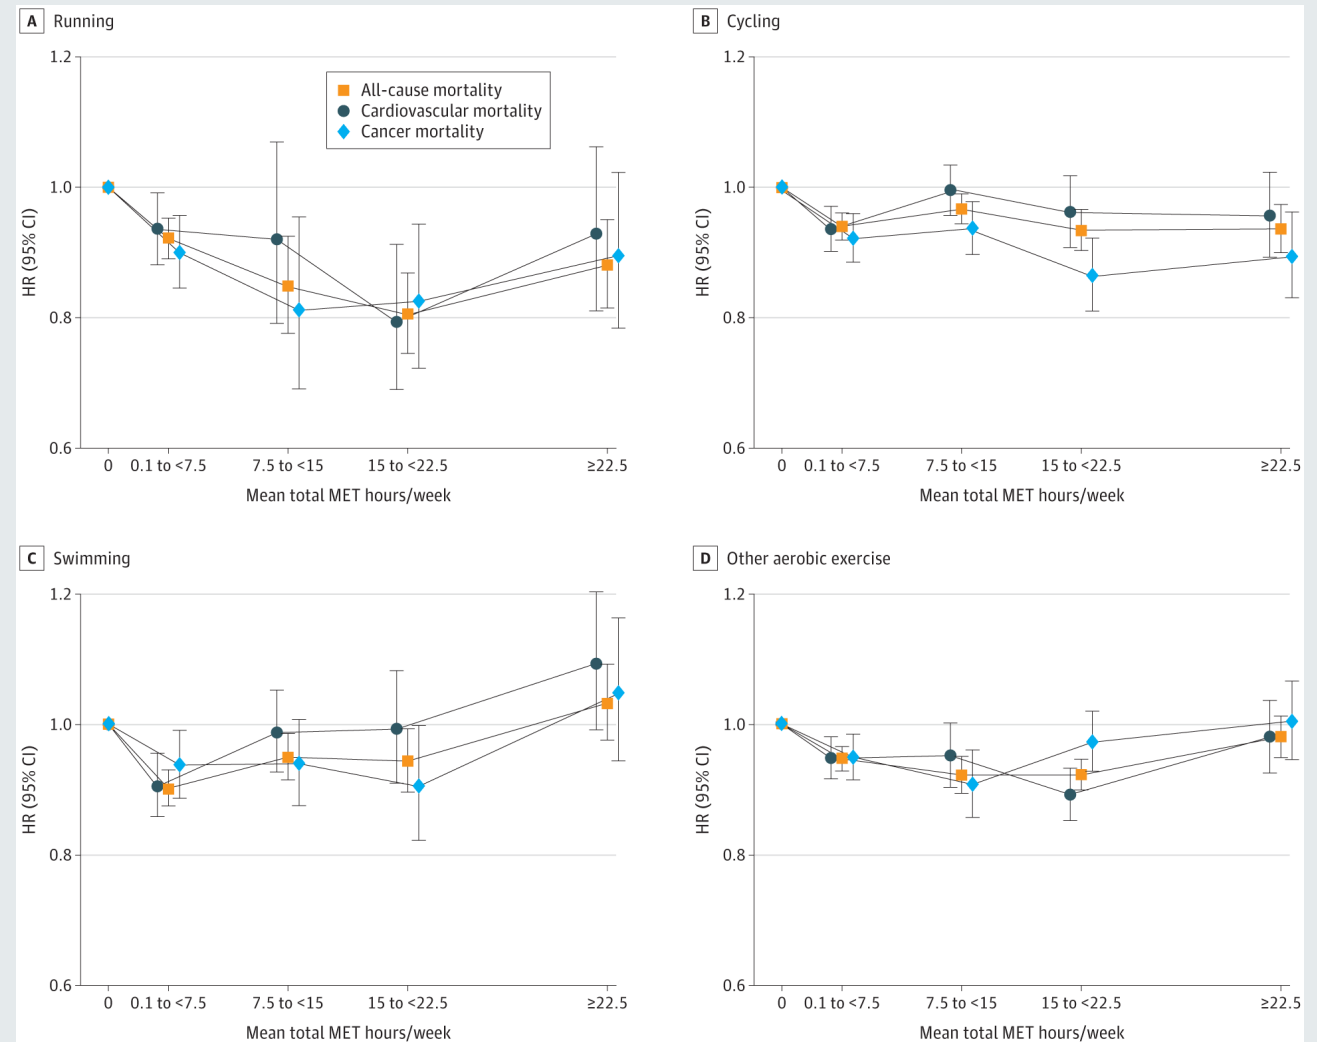 A Running
1.2
1.0
0.8
0.6
HR (95% CI)
All-cause mortality
Cardiovascular mortality
Cancer mortality
0 0.1 to <7.5 7.5 to <15 15 to <22.5 ≥22.5
Mean total MET hours/week
B Cycling
1.2
1.0
0.8
0.6
HR (95% CI)
0 0.1 to <7.5 7.5 to <15 15 to <22.5 ≥22.5
Mean total MET hours/week
C Swimming
1.2
1.0
0.8
0.6
HR (95% CI)
0 0.1 to <7.5 7.5 to <15 15 to <22.5 ≥22.5
Mean total MET hours/week
D Other aerobic exercise
1.2
1.0
0.8
0.6
HR (95% CI)
0 0.1 to <7.5 7.5 to <15 15 to <22.5 ≥22.5
Mean total MET hours/week